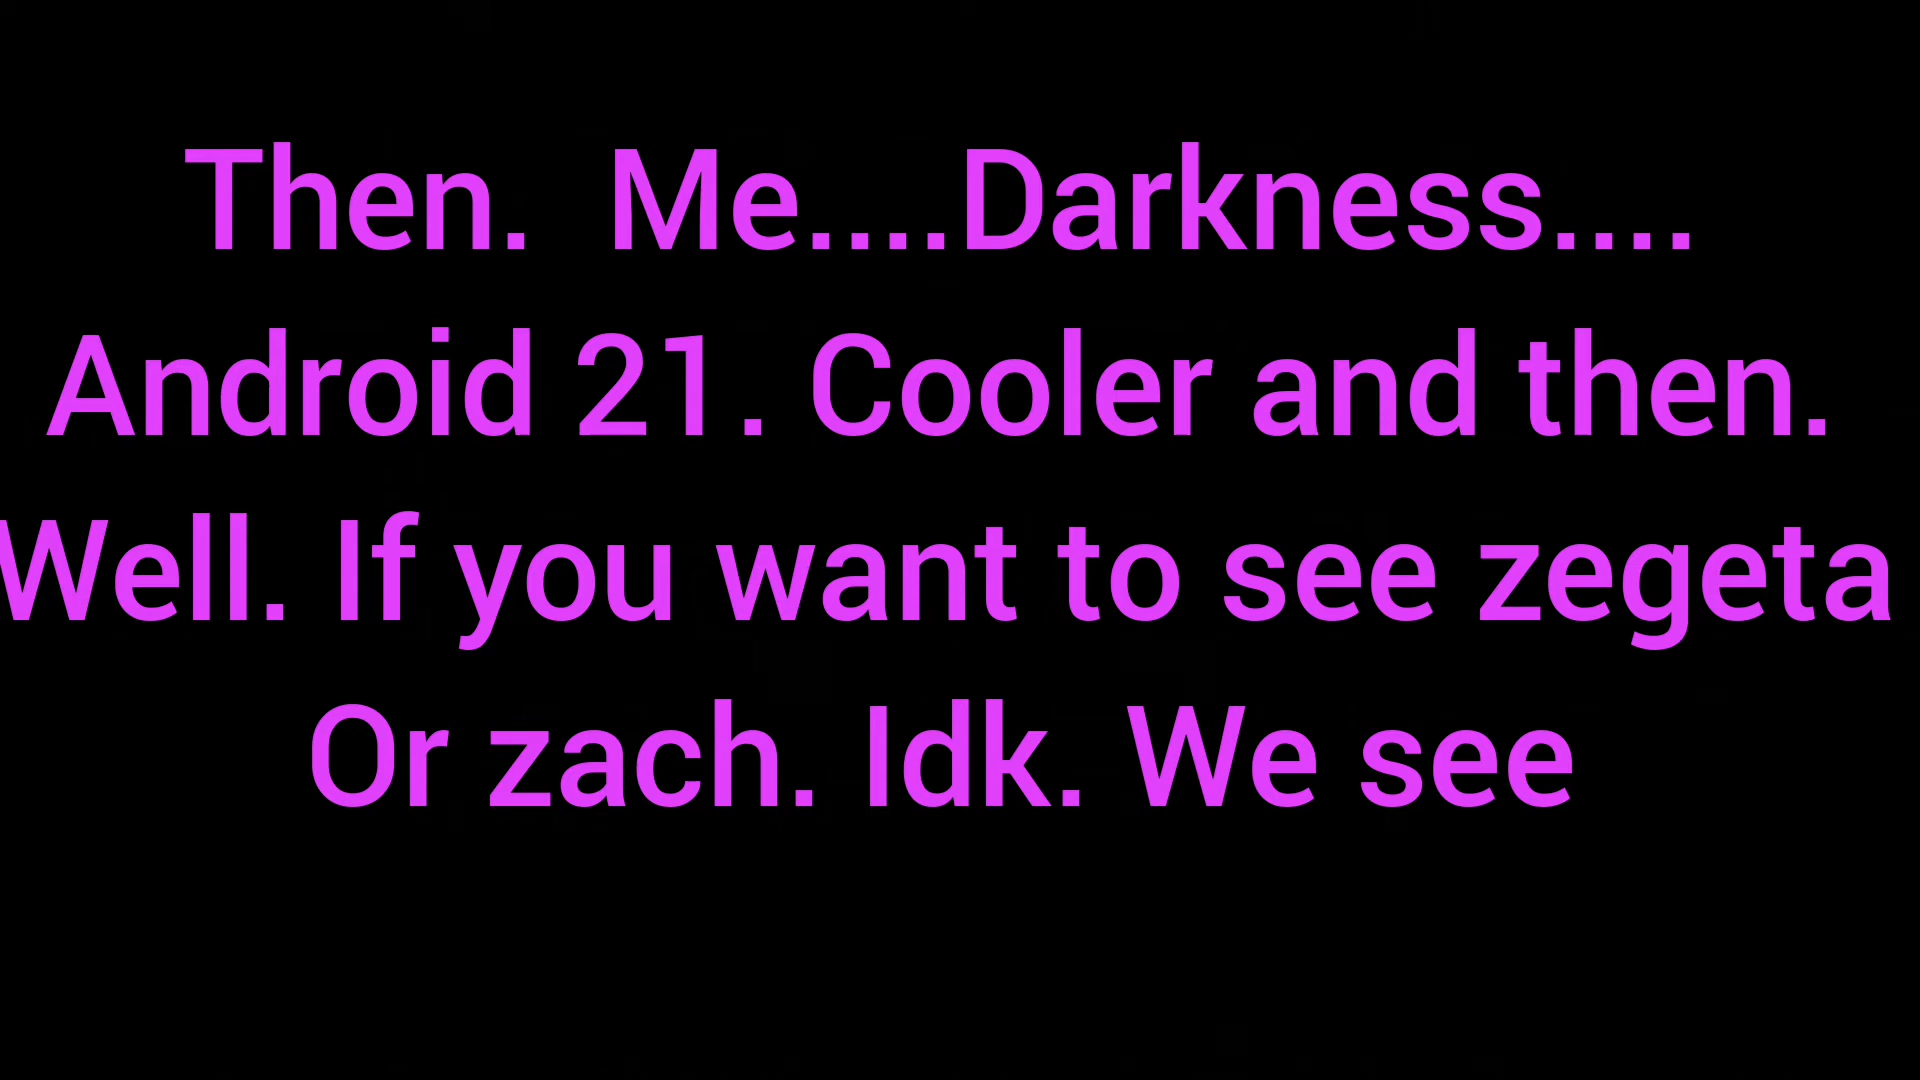 Then.  Me....Darkness....
Android 21. Cooler and then.
Well. If you want to see zegeta
Or zach. Idk. We see